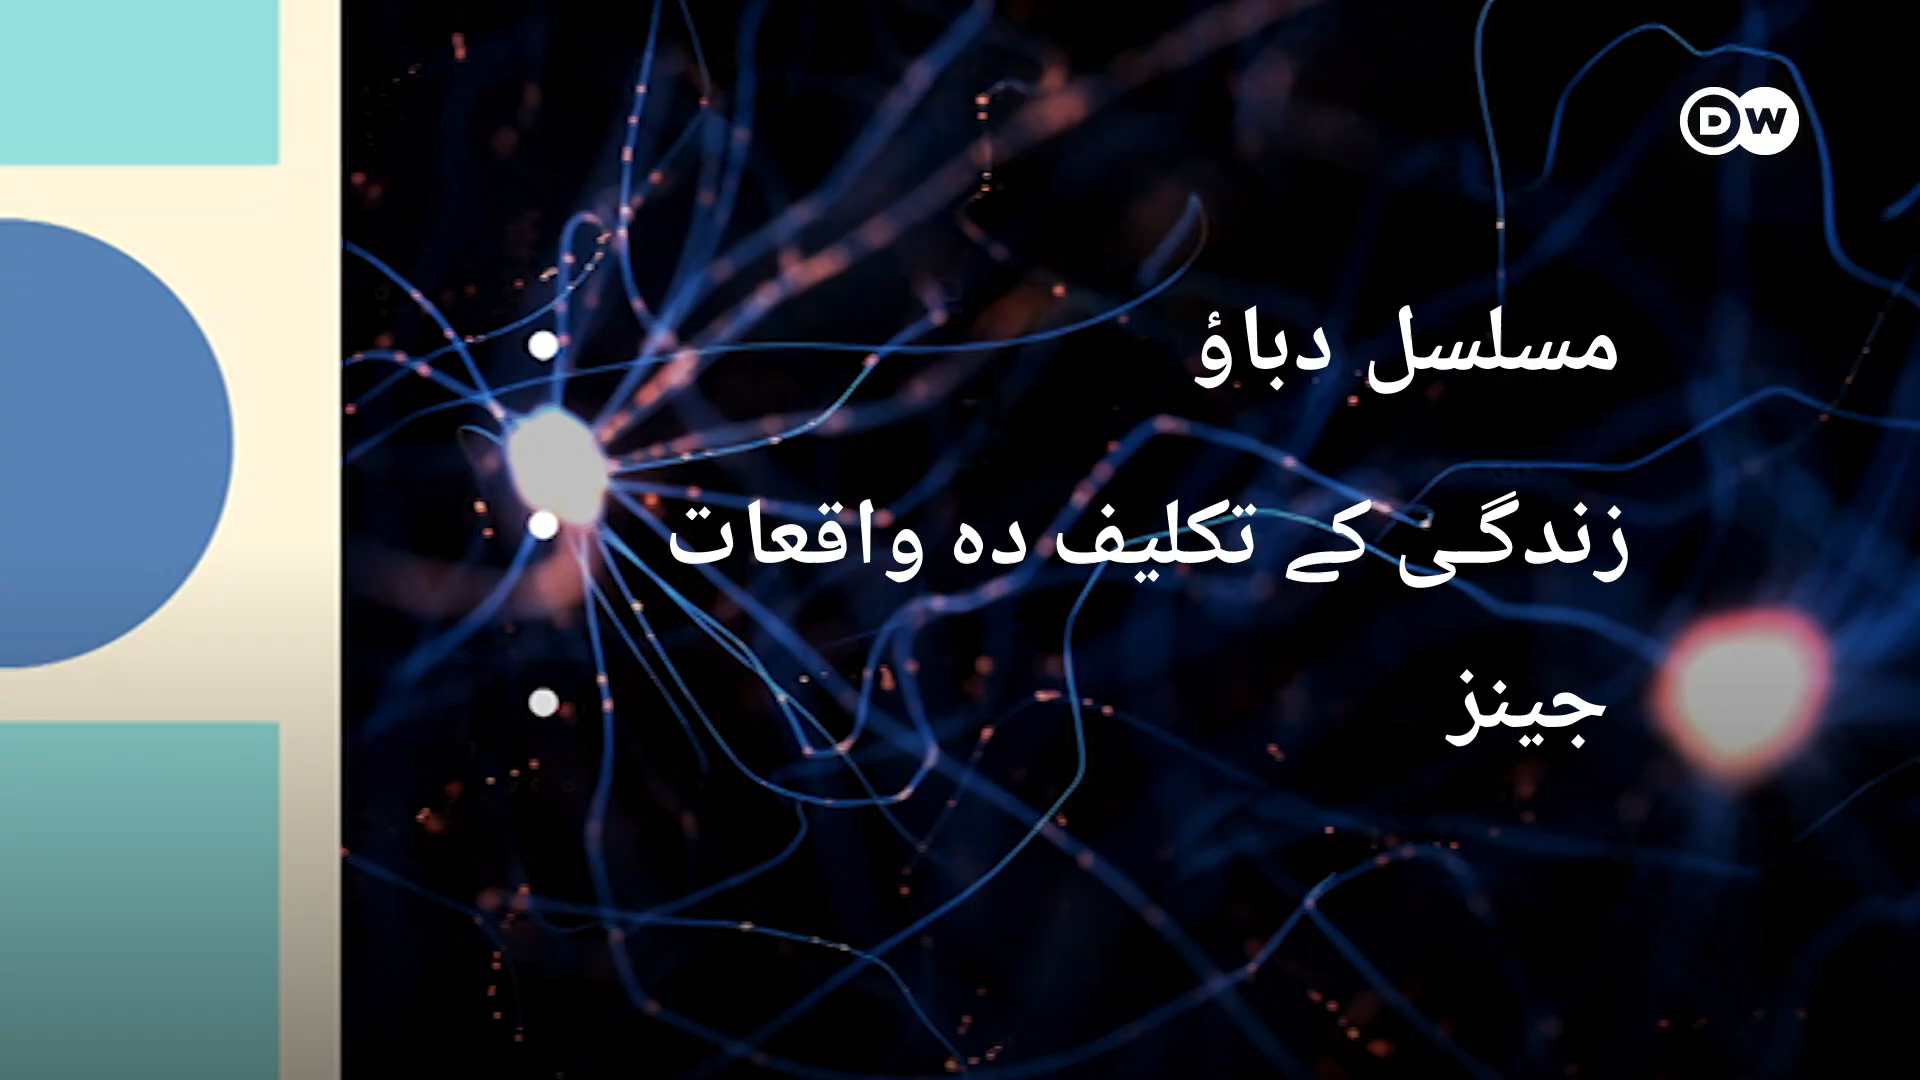 DW
مسلسل دباؤ
زندگی کے تکلیف دہ واقعات
جینز